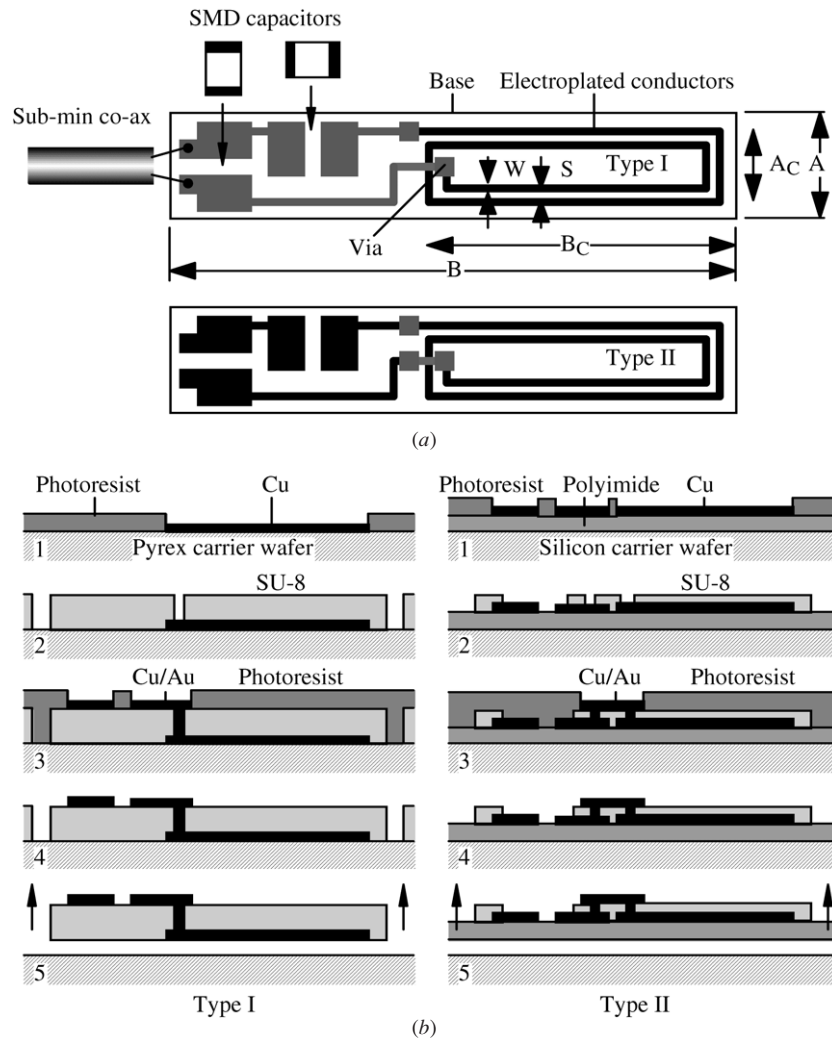 SMD capacitors
Base
Electroplated conductors
Sub-min co-ax
W
S
Type I
A_C
A
Via
B_C
B
Type II
(a)
Photoresist
Cu
1
Pyrex carrier wafer
SU-8
2
Cu/Au
Photoresist
3
4
5
Type I
Photoresist
Polyimide
Cu
1
Silicon carrier wafer
SU-8
2
Cu/Au
Photoresist
3
4
5
Type II
(b)